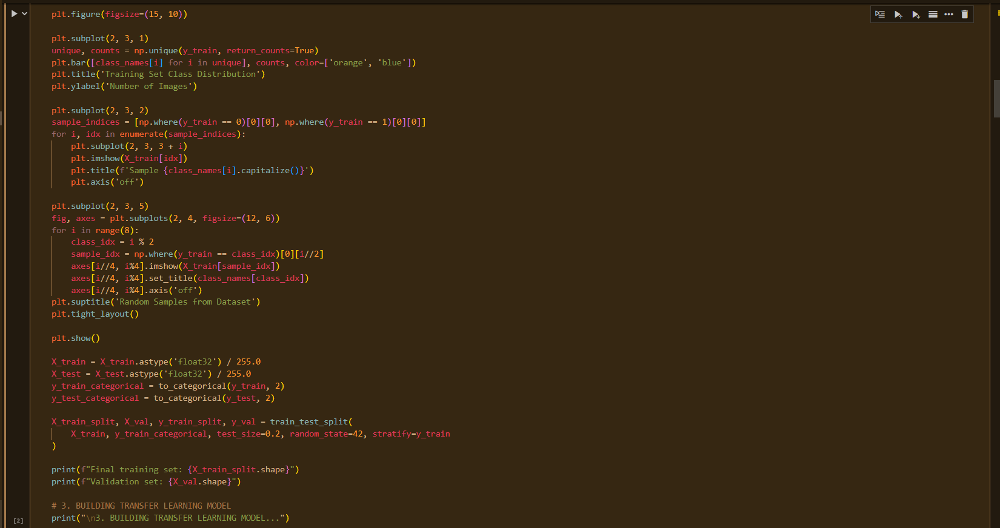 plt.figure(figsize=(15, 10))

plt.subplot(2, 3, 1)
unique, counts = np.unique(y_train, return_counts=True)
plt.bar([class_names[i] for i in unique], counts, color=['orange', 'blue'])
plt.title('Training Set Class Distribution')
plt.ylabel('Number of Images')

plt.subplot(2, 3, 2)
sample_indices = [np.where(y_train == 0)[0][0], np.where(y_train == 1)[0][0]]
for i, idx in enumerate(sample_indices):
    plt.subplot(2, 3, 3 + i)
    plt.imshow(X_train[idx])
    plt.title(f'Sample {class_names[i].capitalize()}')
    plt.axis('off')

plt.subplot(2, 3, 5)
fig, axes = plt.subplots(2, 4, figsize=(12, 6))
for i in range(8):
    class_idx = i % 2
    sample_idx = np.where(y_train == class_idx)[0][i//2]
    axes[i//4, i%4].imshow(X_train[sample_idx])
    axes[i//4, i%4].set_title(class_names[class_idx])
    axes[i//4, i%4].axis('off')
plt.suptitle('Random Samples from Dataset')
plt.tight_layout()

plt.show()

X_train = X_train.astype('float32') / 255.0
X_test = X_test.astype('float32') / 255.0
y_train_categorical = to_categorical(y_train, 2)
y_test_categorical = to_categorical(y_test, 2)

X_train_split, X_val, y_train_split, y_val = train_test_split(
    X_train, y_train_categorical, test_size=0.2, random_state=42, stratify=y_train
)

print(f"Final training set: {X_train_split.shape}")
print(f"Validation set: {X_val.shape}")

# 3. BUILDING TRANSFER LEARNING MODEL
print("\n3. BUILDING TRANSFER LEARNING MODEL...")
[2]